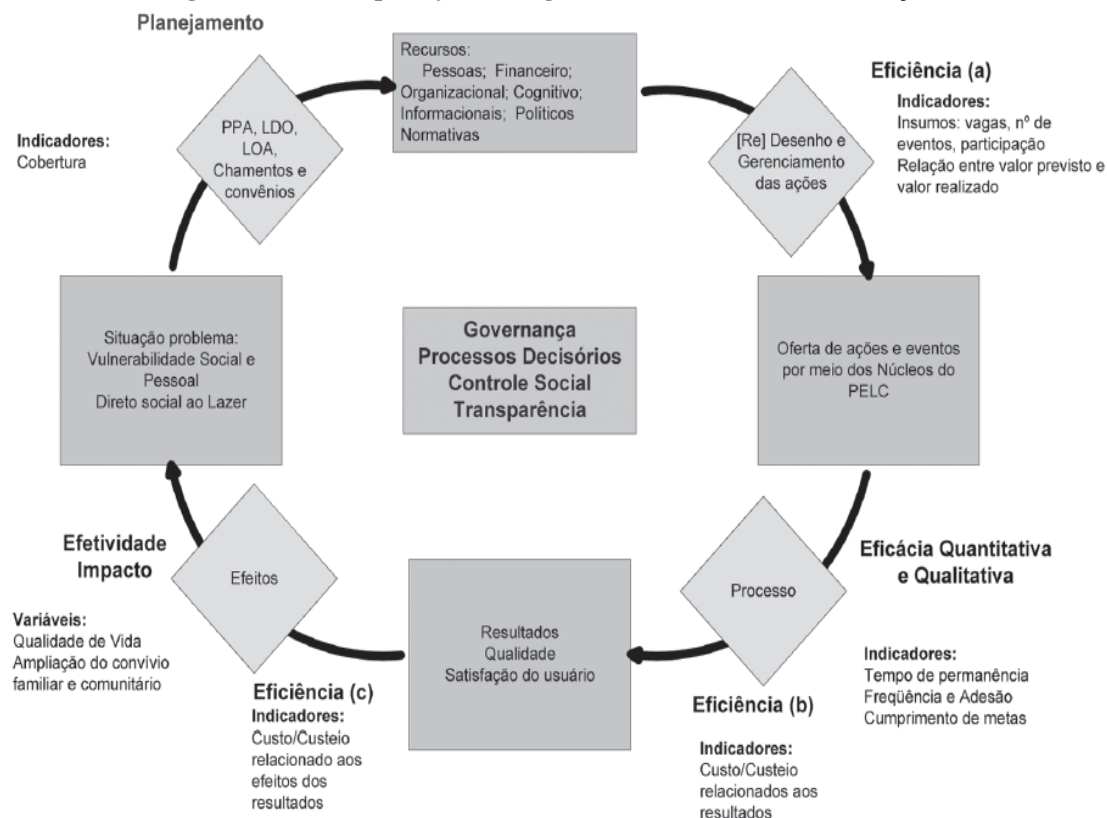 Planejamento
Recursos:
Pessoas; Financeiro;
Organizacional; Cognitivo;
Informacionais; Políticos
Normativas
Eficiência (a)
Indicadores:
Insumos: vagas, nº de
eventos, participação
Relação entre valor previsto e
valor realizado
Indicadores:
Cobertura
PPA, LDO,
LOA,
Chamentos e
convênios
[Re] Desenho e
Gerenciamento
das ações
Situação problema:
Vulnerabilidade Social e
Pessoal
Direto social ao Lazer
Governança
Processos Decisórios
Controle Social
Transparência
Oferta de ações e eventos
por meio dos Núcleos do
PELC
Efetividade
Impacto
Efeitos
Variáveis:
Qualidade de Vida
Ampliação do convívio
familiar e comunitário
Resultados
Qualidade
Satisfação do usuário
Processo
Eficácia Quantitativa
e Qualitativa
Indicadores:
Tempo de permanência
Freqüência e Adesão
Cumprimento de metas
Eficiência (c)
Indicadores:
Custo/Custeio
relacionado aos
efeitos dos
resultados
Eficiência (b)
Indicadores:
Custo/Custeio
relacionados aos
resultados